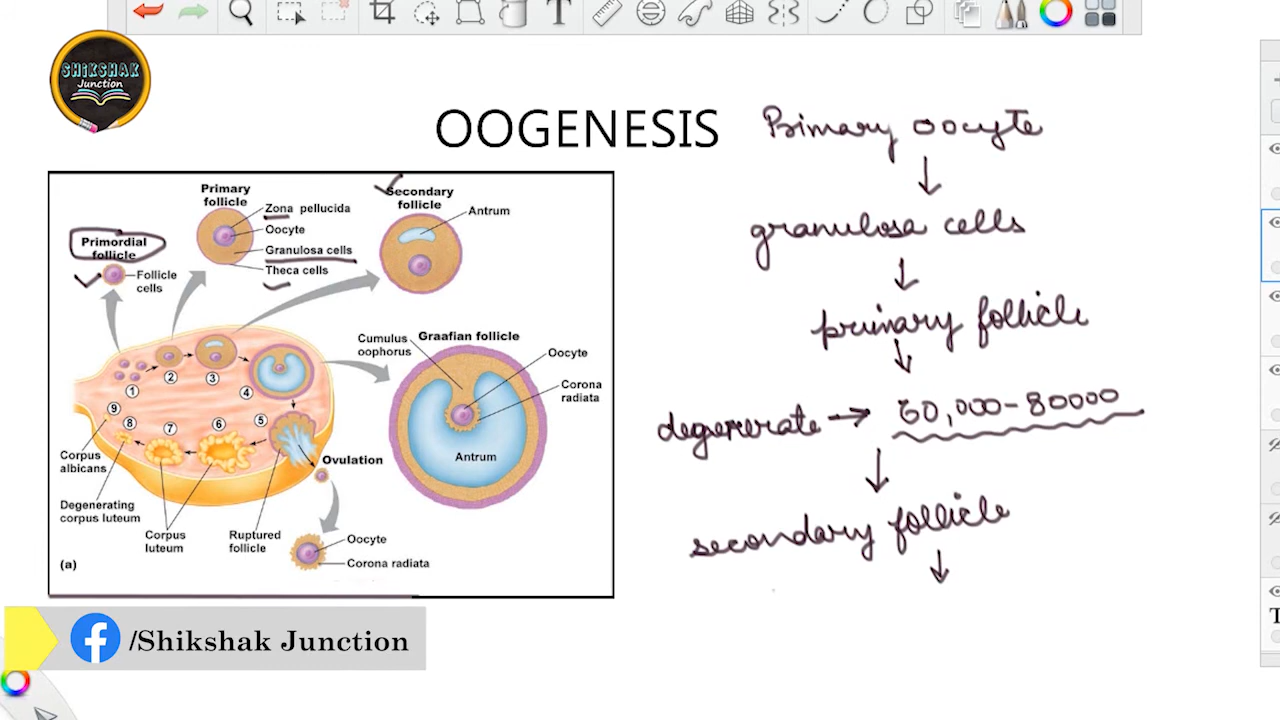 SHiKSHAK
Junction
OOGENESIS
Primordial
follicle
Follicle
cells
Primary
follicle
Zona pellucida
Oocyte
Granulosa cells
Theca cells
Secondary
follicle
Antrum
Cumulus
oophorus
Graafian follicle
Oocyte
Corona
radiata
Antrum
1
2
3
4
5
6
7
8
9
Corpus
albicans
Degenerating
corpus luteum
Corpus
luteum
Ruptured
follicle
Ovulation
Oocyte
Corona radiata
(a)
Primary oocyte
granulosa cells
primary follicle
degenerate → 60,000-80000
secondary follicle
/Shikshak Junction
T
T